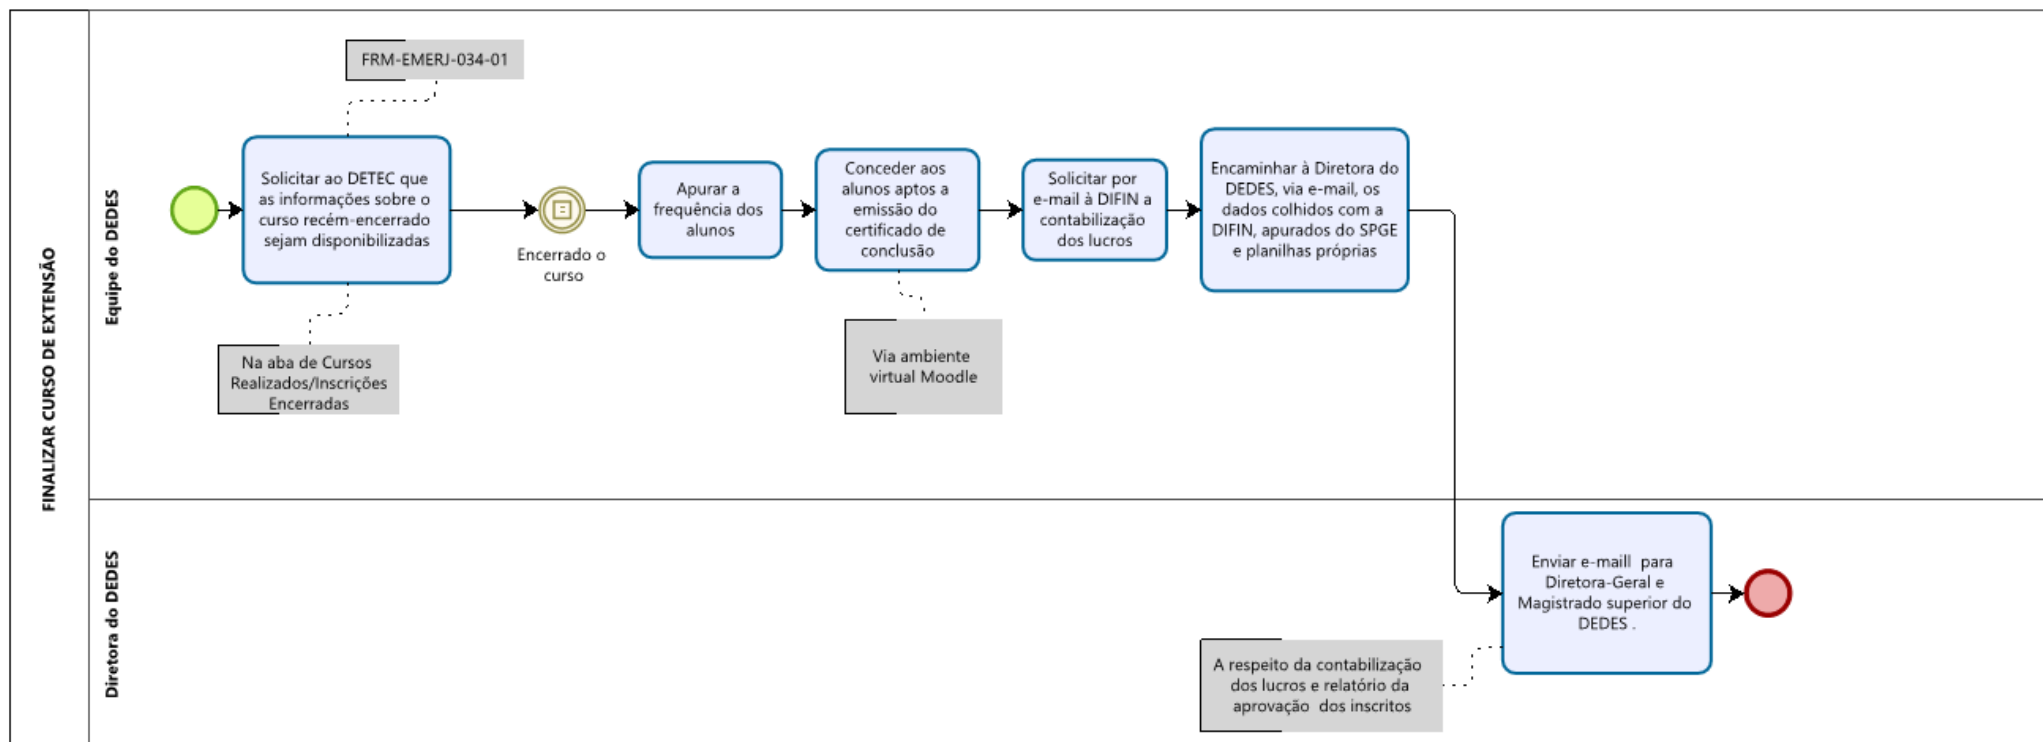 FINALIZAR CURSO DE EXTENSÃO
Equipe do DEDES
FRM-EMERJ-034-01
Solicitar ao DETEC que
as informações sobre o
curso recém-encerrado
sejam disponibilizadas
Na aba de Cursos
Realizados/Inscrições
Encerradas
Encerrado o
curso
Apurar a
frequência dos
alunos
Conceder aos
alunos aptos a
emissão do
certificado de
conclusão
Via ambiente
virtual Moodle
Solicitar por
e-mail à DIFIN a
contabilização
dos lucros
Encaminhar à Diretora do
DEDES, via e-mail, os
dados colhidos com a
DIFIN, apurados do SPGE
e planilhas próprias
Diretora do DEDES
Enviar e-maill para
Diretora-Geral e
Magistrado superior do
DEDES .
A respeito da contabilização
dos lucros e relatório da
aprovação dos inscritos